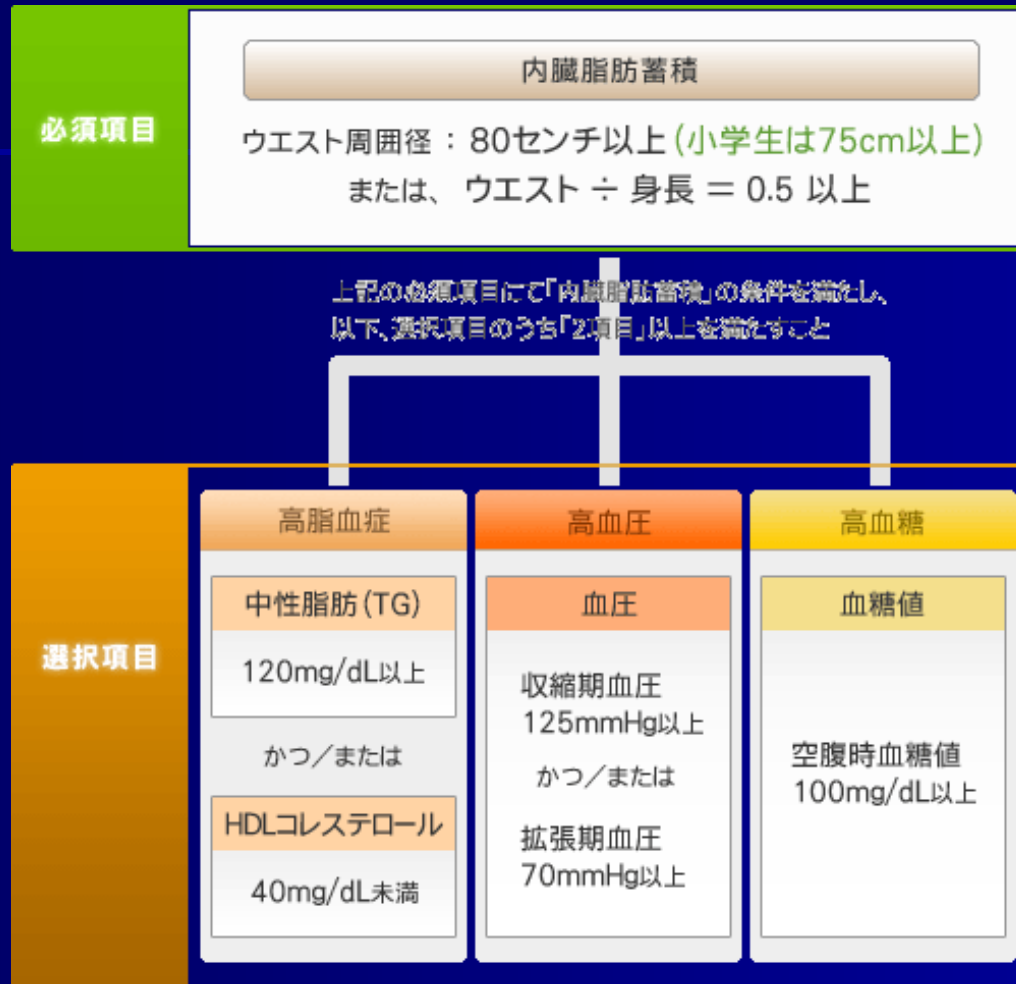 必須項目
内臓脂肪蓄積
ウエスト周囲径：80センチ以上(小学生は75cm以上)
または、ウエスト ÷ 身長 ＝ 0.5 以上
上記の必須項目にて「内臓脂肪蓄積」の条件を満たし、
以下、選択項目のうち「2項目」以上を満たすこと
選択項目
高脂血症
中性脂肪(TG)
120mg/dL以上
かつ／または
HDLコレステロール
40mg/dL未満
高血圧
血圧
収縮期血圧
125mmHg以上
かつ／または
拡張期血圧
70mmHg以上
高血糖
血糖値
空腹時血糖値
100mg/dL以上